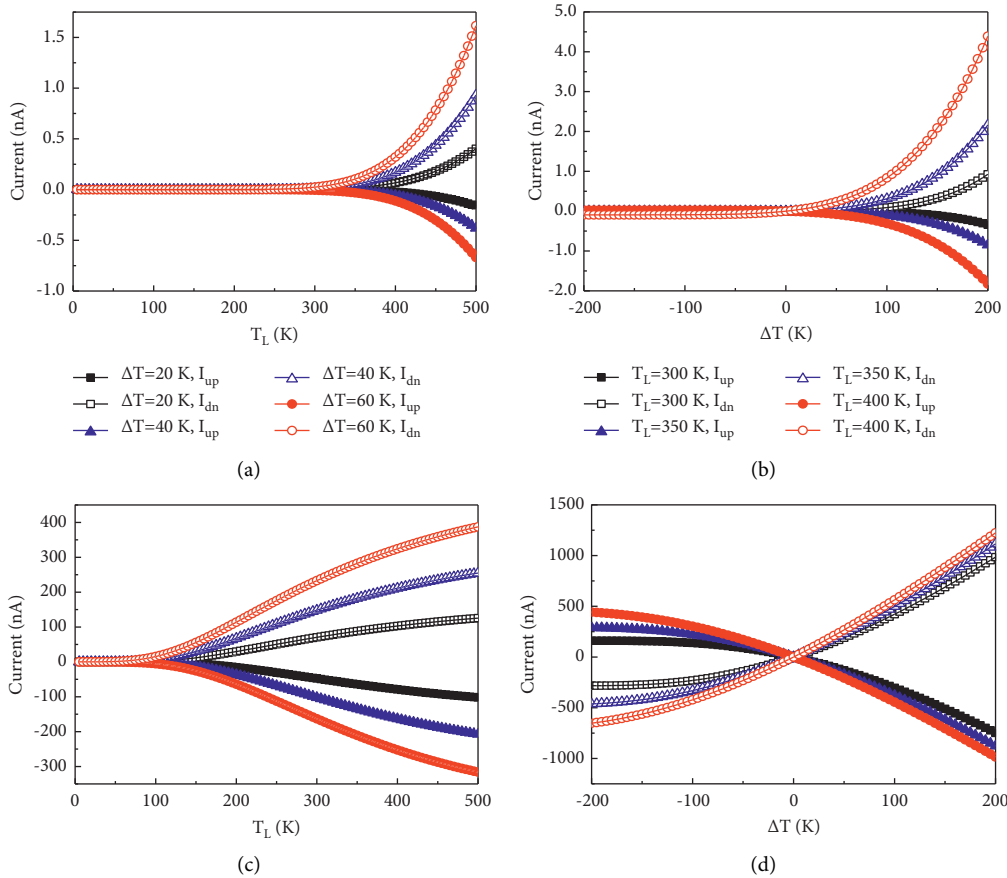 1.5
1.0
0.5
0.0
-0.5
-1.0
Current (nA)
0 100 200 300 400 500
T_L (K)
5.0
4.0
2.0
1.0
0.0
-1.0
-2.0
Current (nA)
-200 -100 0 100 200
ΔT (K)
ΔT=20 K, I_up
ΔT=20 K, I_dn
ΔT=40 K, I_up
ΔT=40 K, I_dn
ΔT=60 K, I_up
ΔT=60 K, I_dn
(a)
T_L=300 K, I_up
T_L=300 K, I_dn
T_L=350 K, I_up
T_L=350 K, I_dn
T_L=400 K, I_up
T_L=400 K, I_dn
(b)
400
300
200
100
0
-100
-200
-300
Current (nA)
0 100 200 300 400 500
T_L (K)
(c)
1500
1000
500
0
-500
-1000
Current (nA)
-200 -100 0 100 200
ΔT (K)
(d)